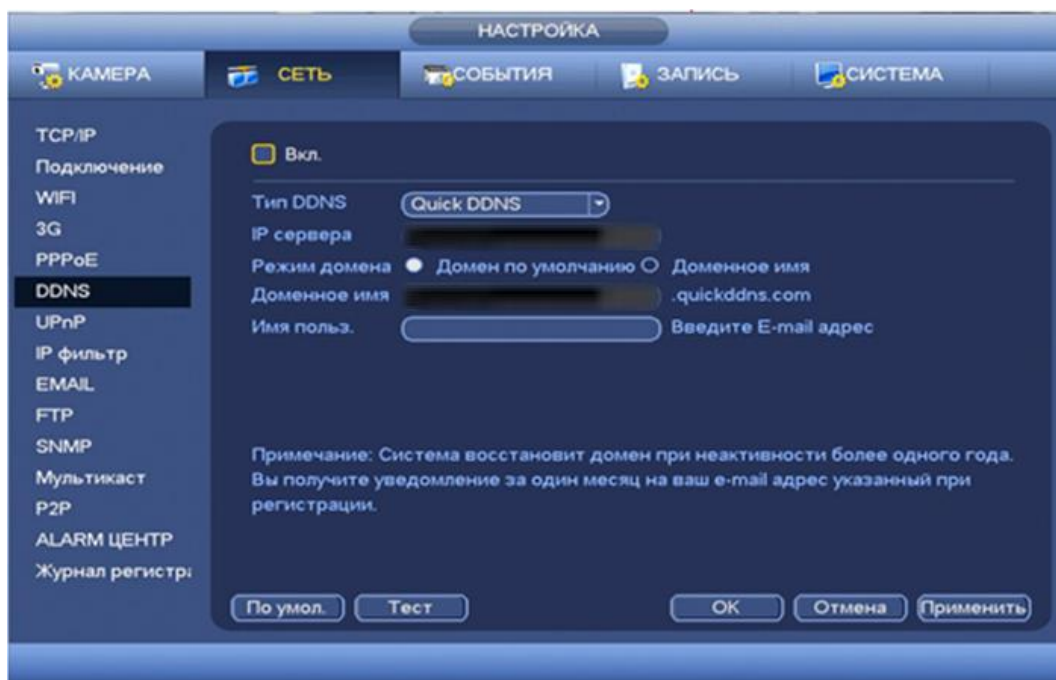 НАСТРОЙКА
КАМЕРА СЕТЬ СОБЫТИЯ ЗАПИСЬ СИСТЕМА
TCP/IP
Подключение
WIFI
3G
PPPoE
DDNS
UPnP
IP фильтр
EMAIL
FTP
SNMP
Мультикаст
P2P
ALARM ЦЕНТР
Журнал регистра
Вкл.
Тип DDNS Quick DDNS
IP сервера
Режим домена Домен по умолчанию Доменное имя
Доменное имя .quickddns.com
Имя польз. Введите E-mail адрес
Примечание: Система восстановит домен при неактивности более одного года.
Вы получите уведомление за один месяц на ваш e-mail адрес указанный при
регистрации.
По умол. Тест ОК Отмена Применить